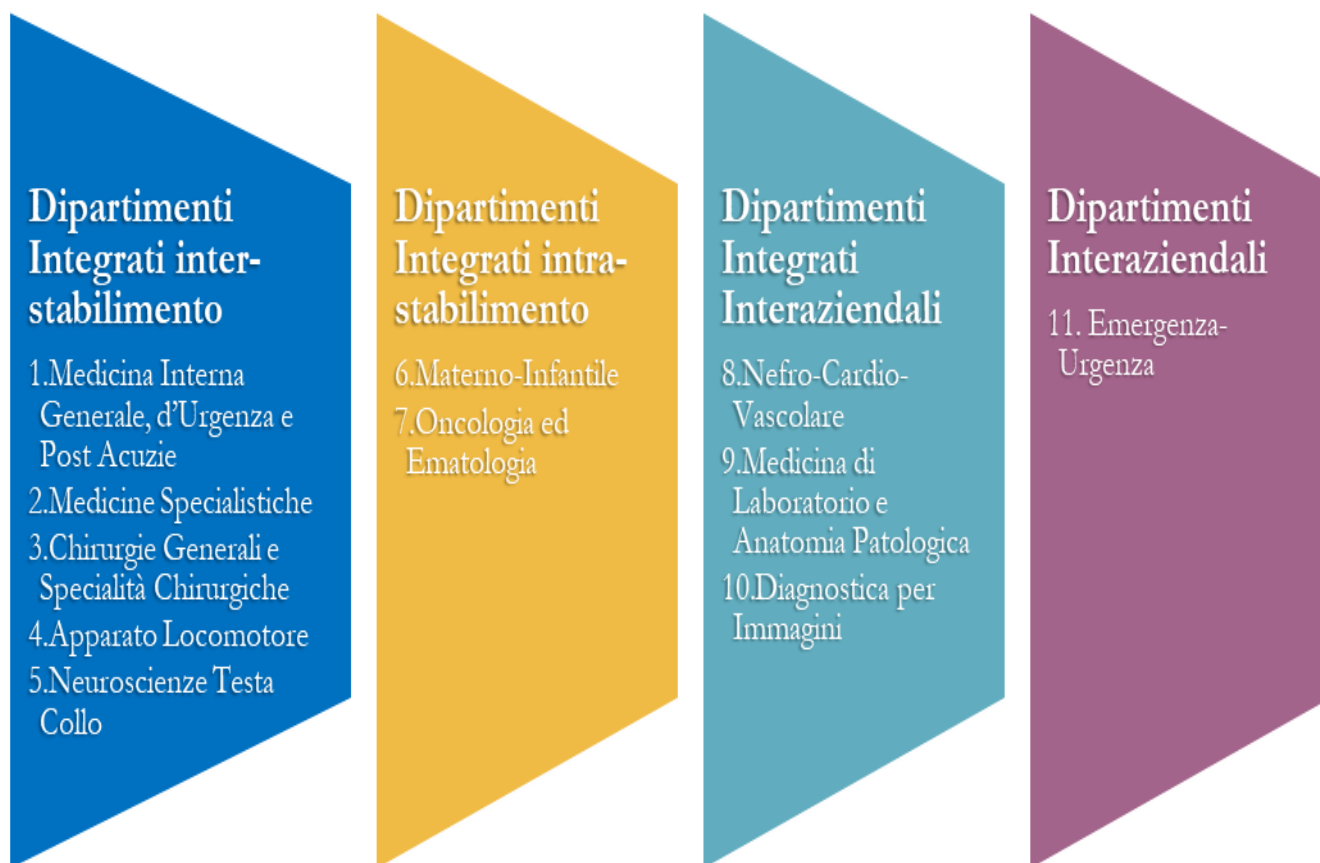 Dipartimenti
Integrati inter-
stabilimento
1.Medicina Interna
Generale, d'Urgenza e
Post Acuzie
2.Medicine Specialistiche
3.Chirurgie Generali e
Specialità Chirurgiche
4.Apparato Locomotore
5.Neuroscienze Testa
Collo
Dipartimenti
Integrati intra-
stabilimento
6.Materno-Infantile
7.Oncologia ed
Ematologia
Dipartimenti
Integrati
Interaziendali
8.Nefro-Cardio-
Vascolare
9.Medicina di
Laboratorio e
Anatomia Patologica
10.Diagnostica per
Immagini
Dipartimenti
Interaziendali
11. Emergenza-
Urgenza